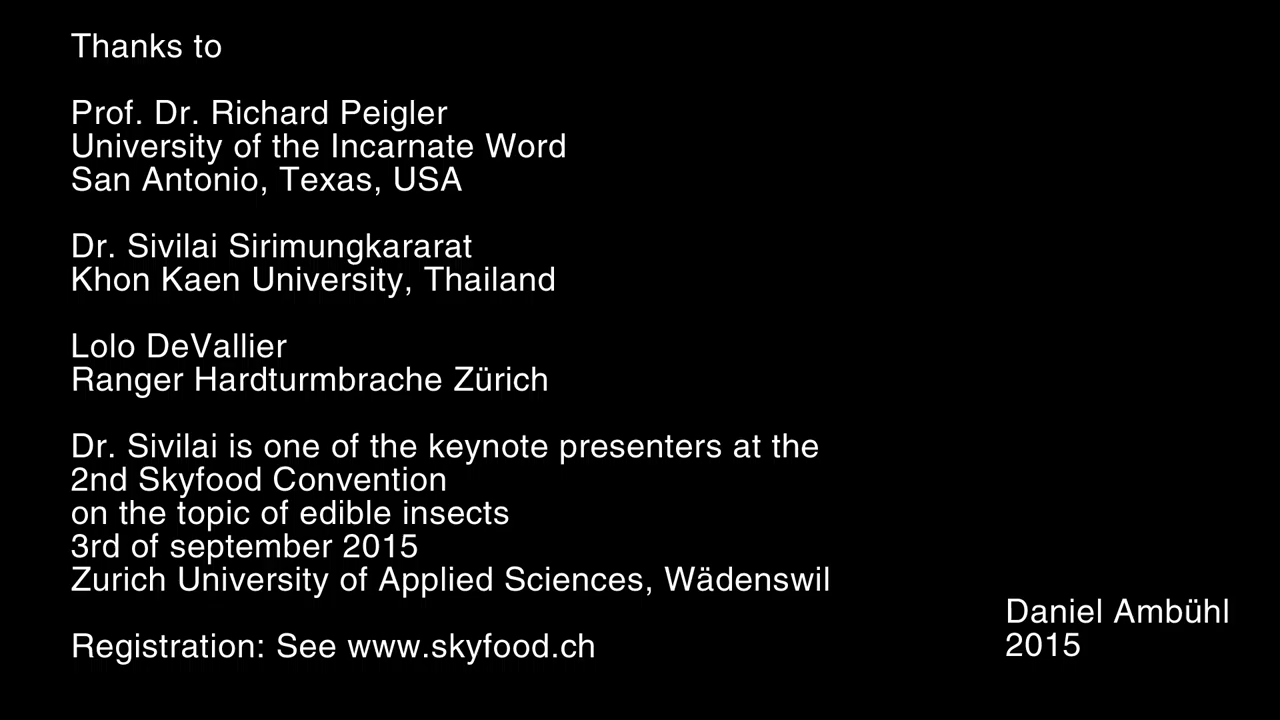 Thanks to
Prof. Dr. Richard Peigler
University of the Incarnate Word
San Antonio, Texas, USA
Dr. Sivilai Sirimungkararat
Khon Kaen University, Thailand
Lolo DeVallier
Ranger Hardturmbrache Zürich
Dr. Sivilai is one of the keynote presenters at the
2nd Skyfood Convention
on the topic of edible insects
3rd of september 2015
Zurich University of Applied Sciences, Wädenswil
Registration: See www.skyfood.ch
Daniel Ambühl
2015